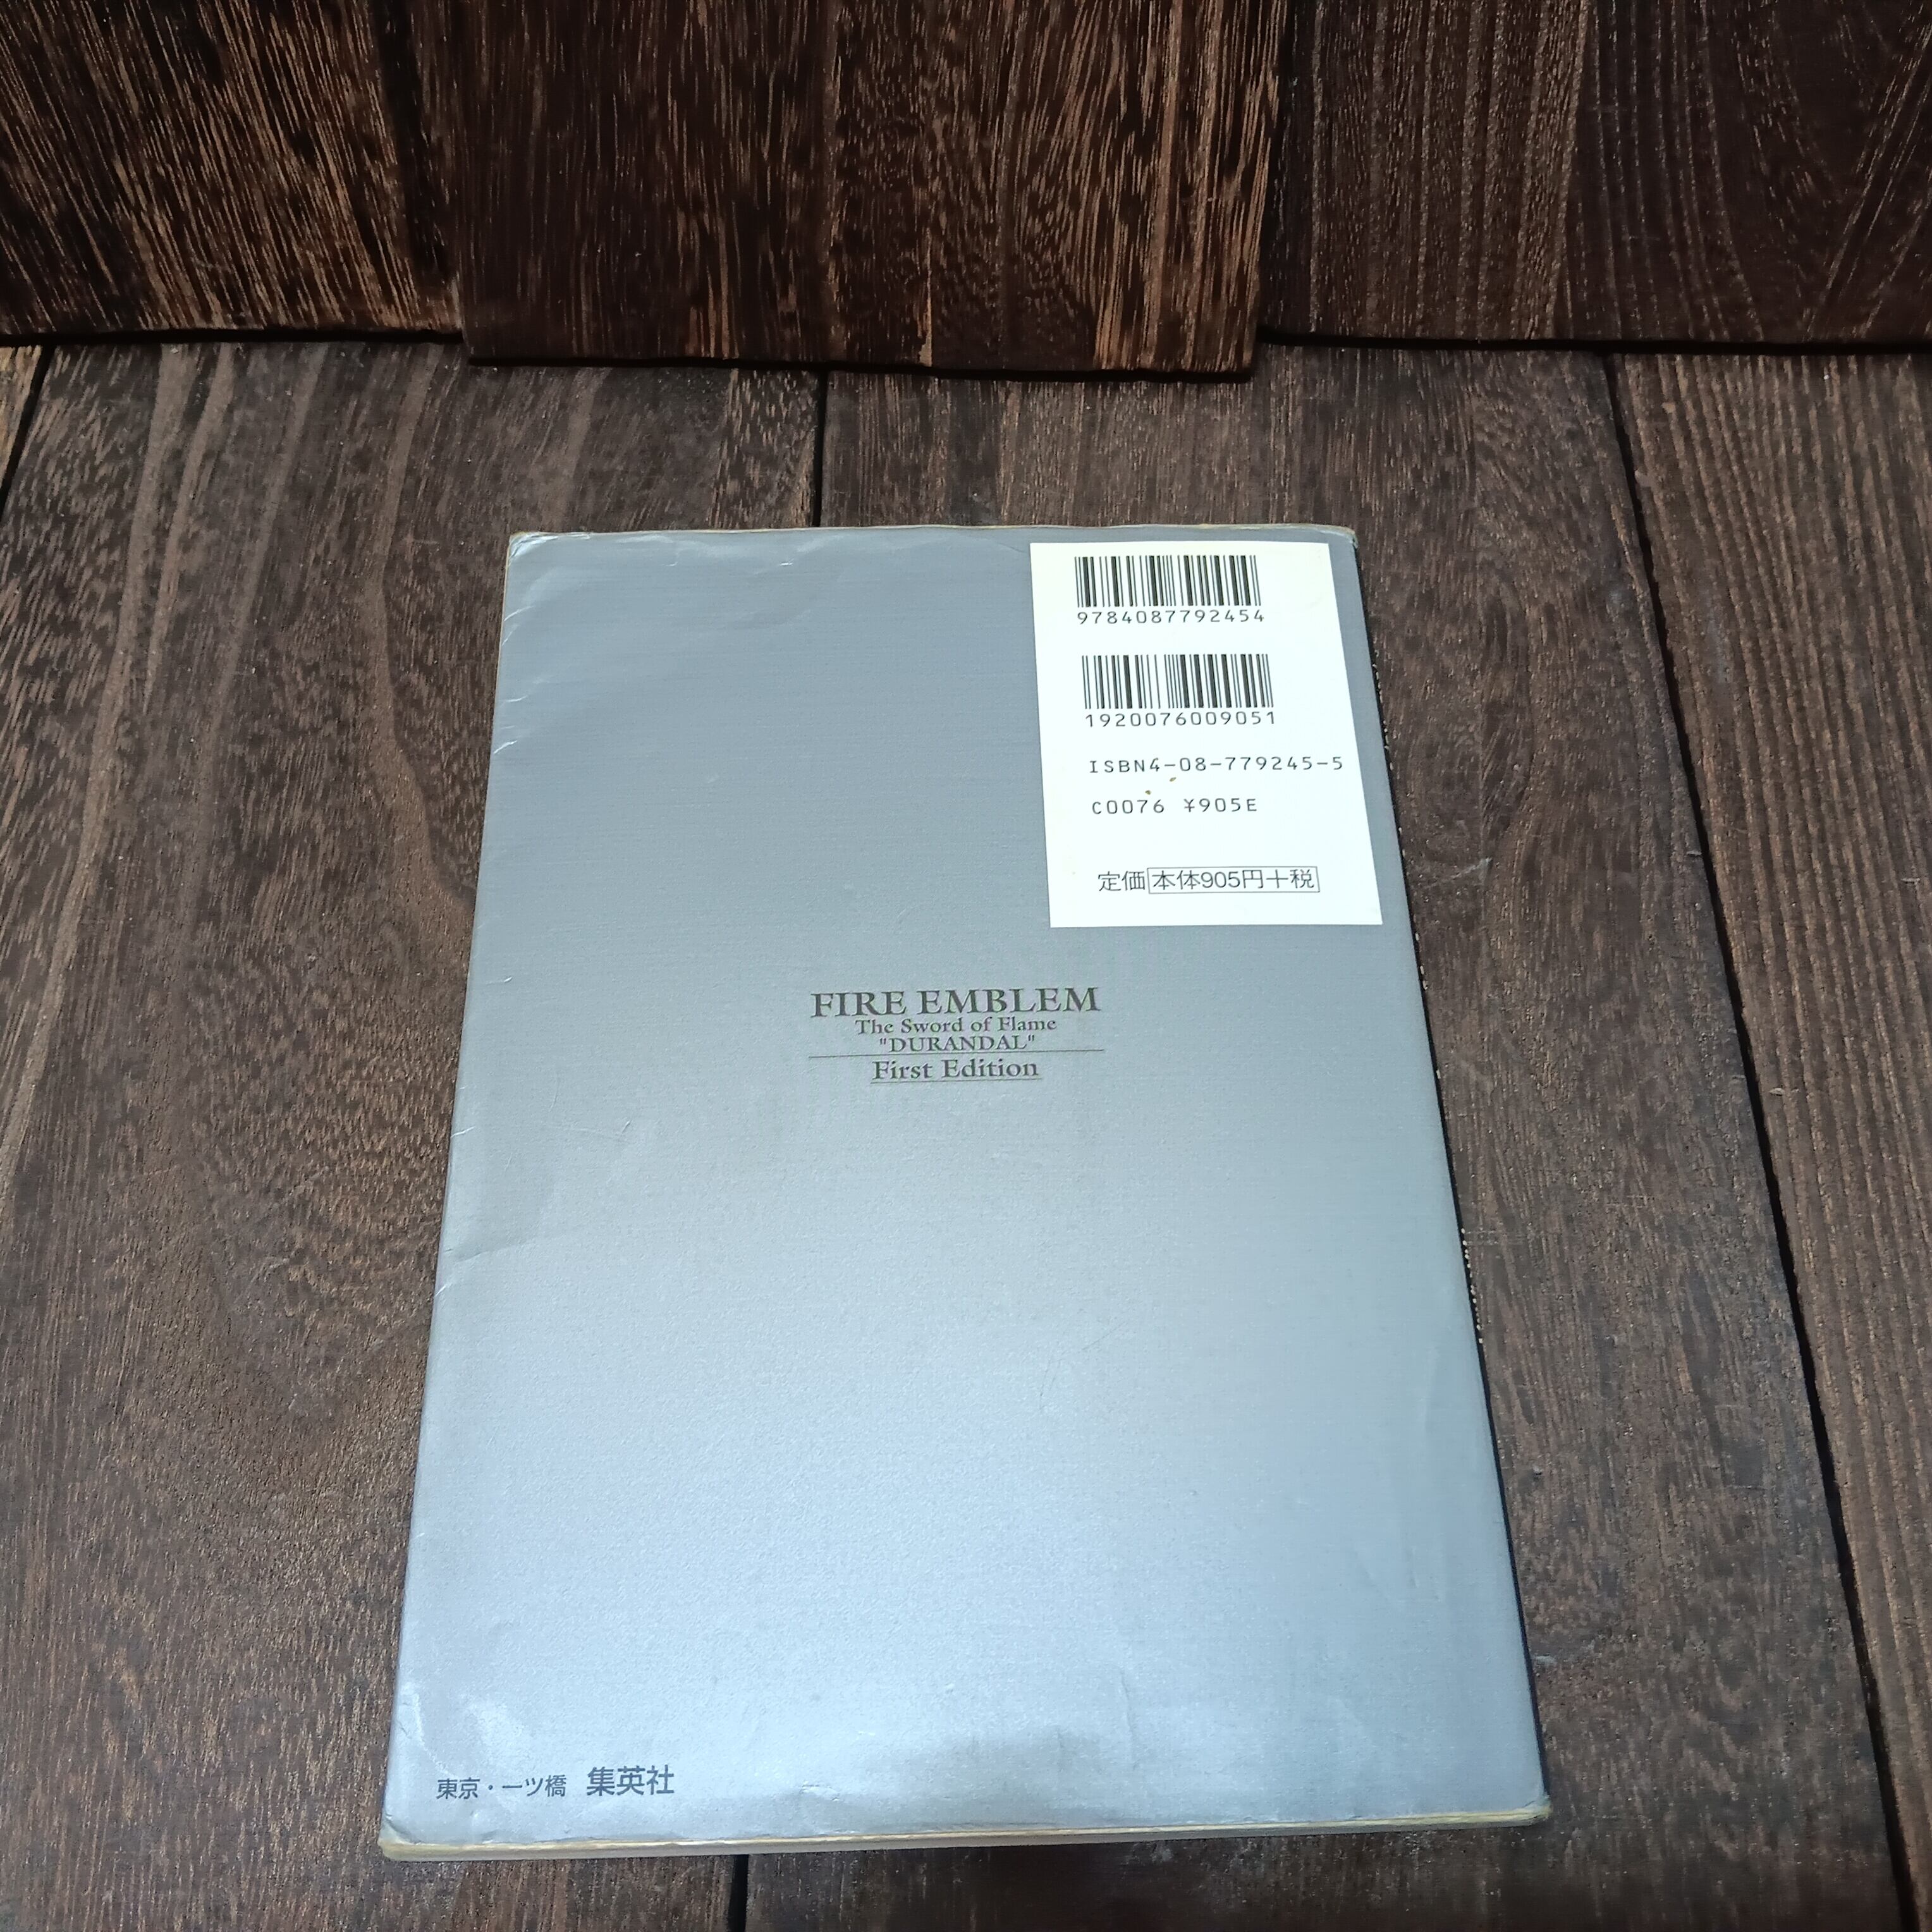 9784087792454
1920076009051
ISBN4-08-779245-5
C0076 ¥905E
定価 本体905円＋税
FIRE EMBLEM
The Sword of Flame
"DURANDAL"
First Edition
東京・一ツ橋 集英社